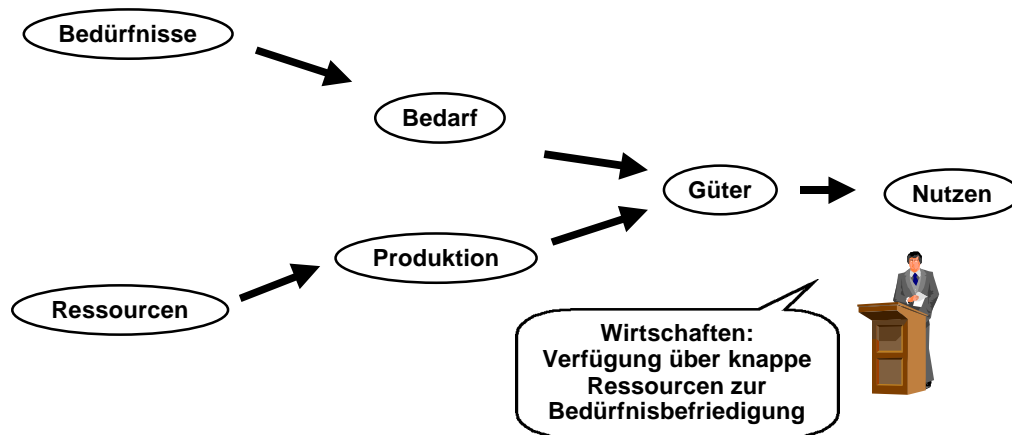 Bedürfnisse
Bedarf
Güter
Nutzen
Produktion
Ressourcen
Wirtschaften:
Verfügung über knappe
Ressourcen zur
Bedürfnisbefriedigung